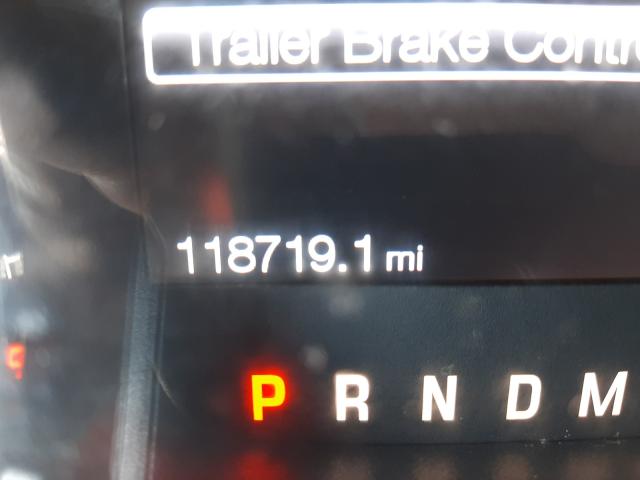 Trailer Brake Contr
118719.1 mi
P R N D M